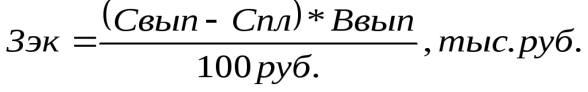 Зэк = (Свып − Спл) * Ввып / 100 руб. , тыс. руб.